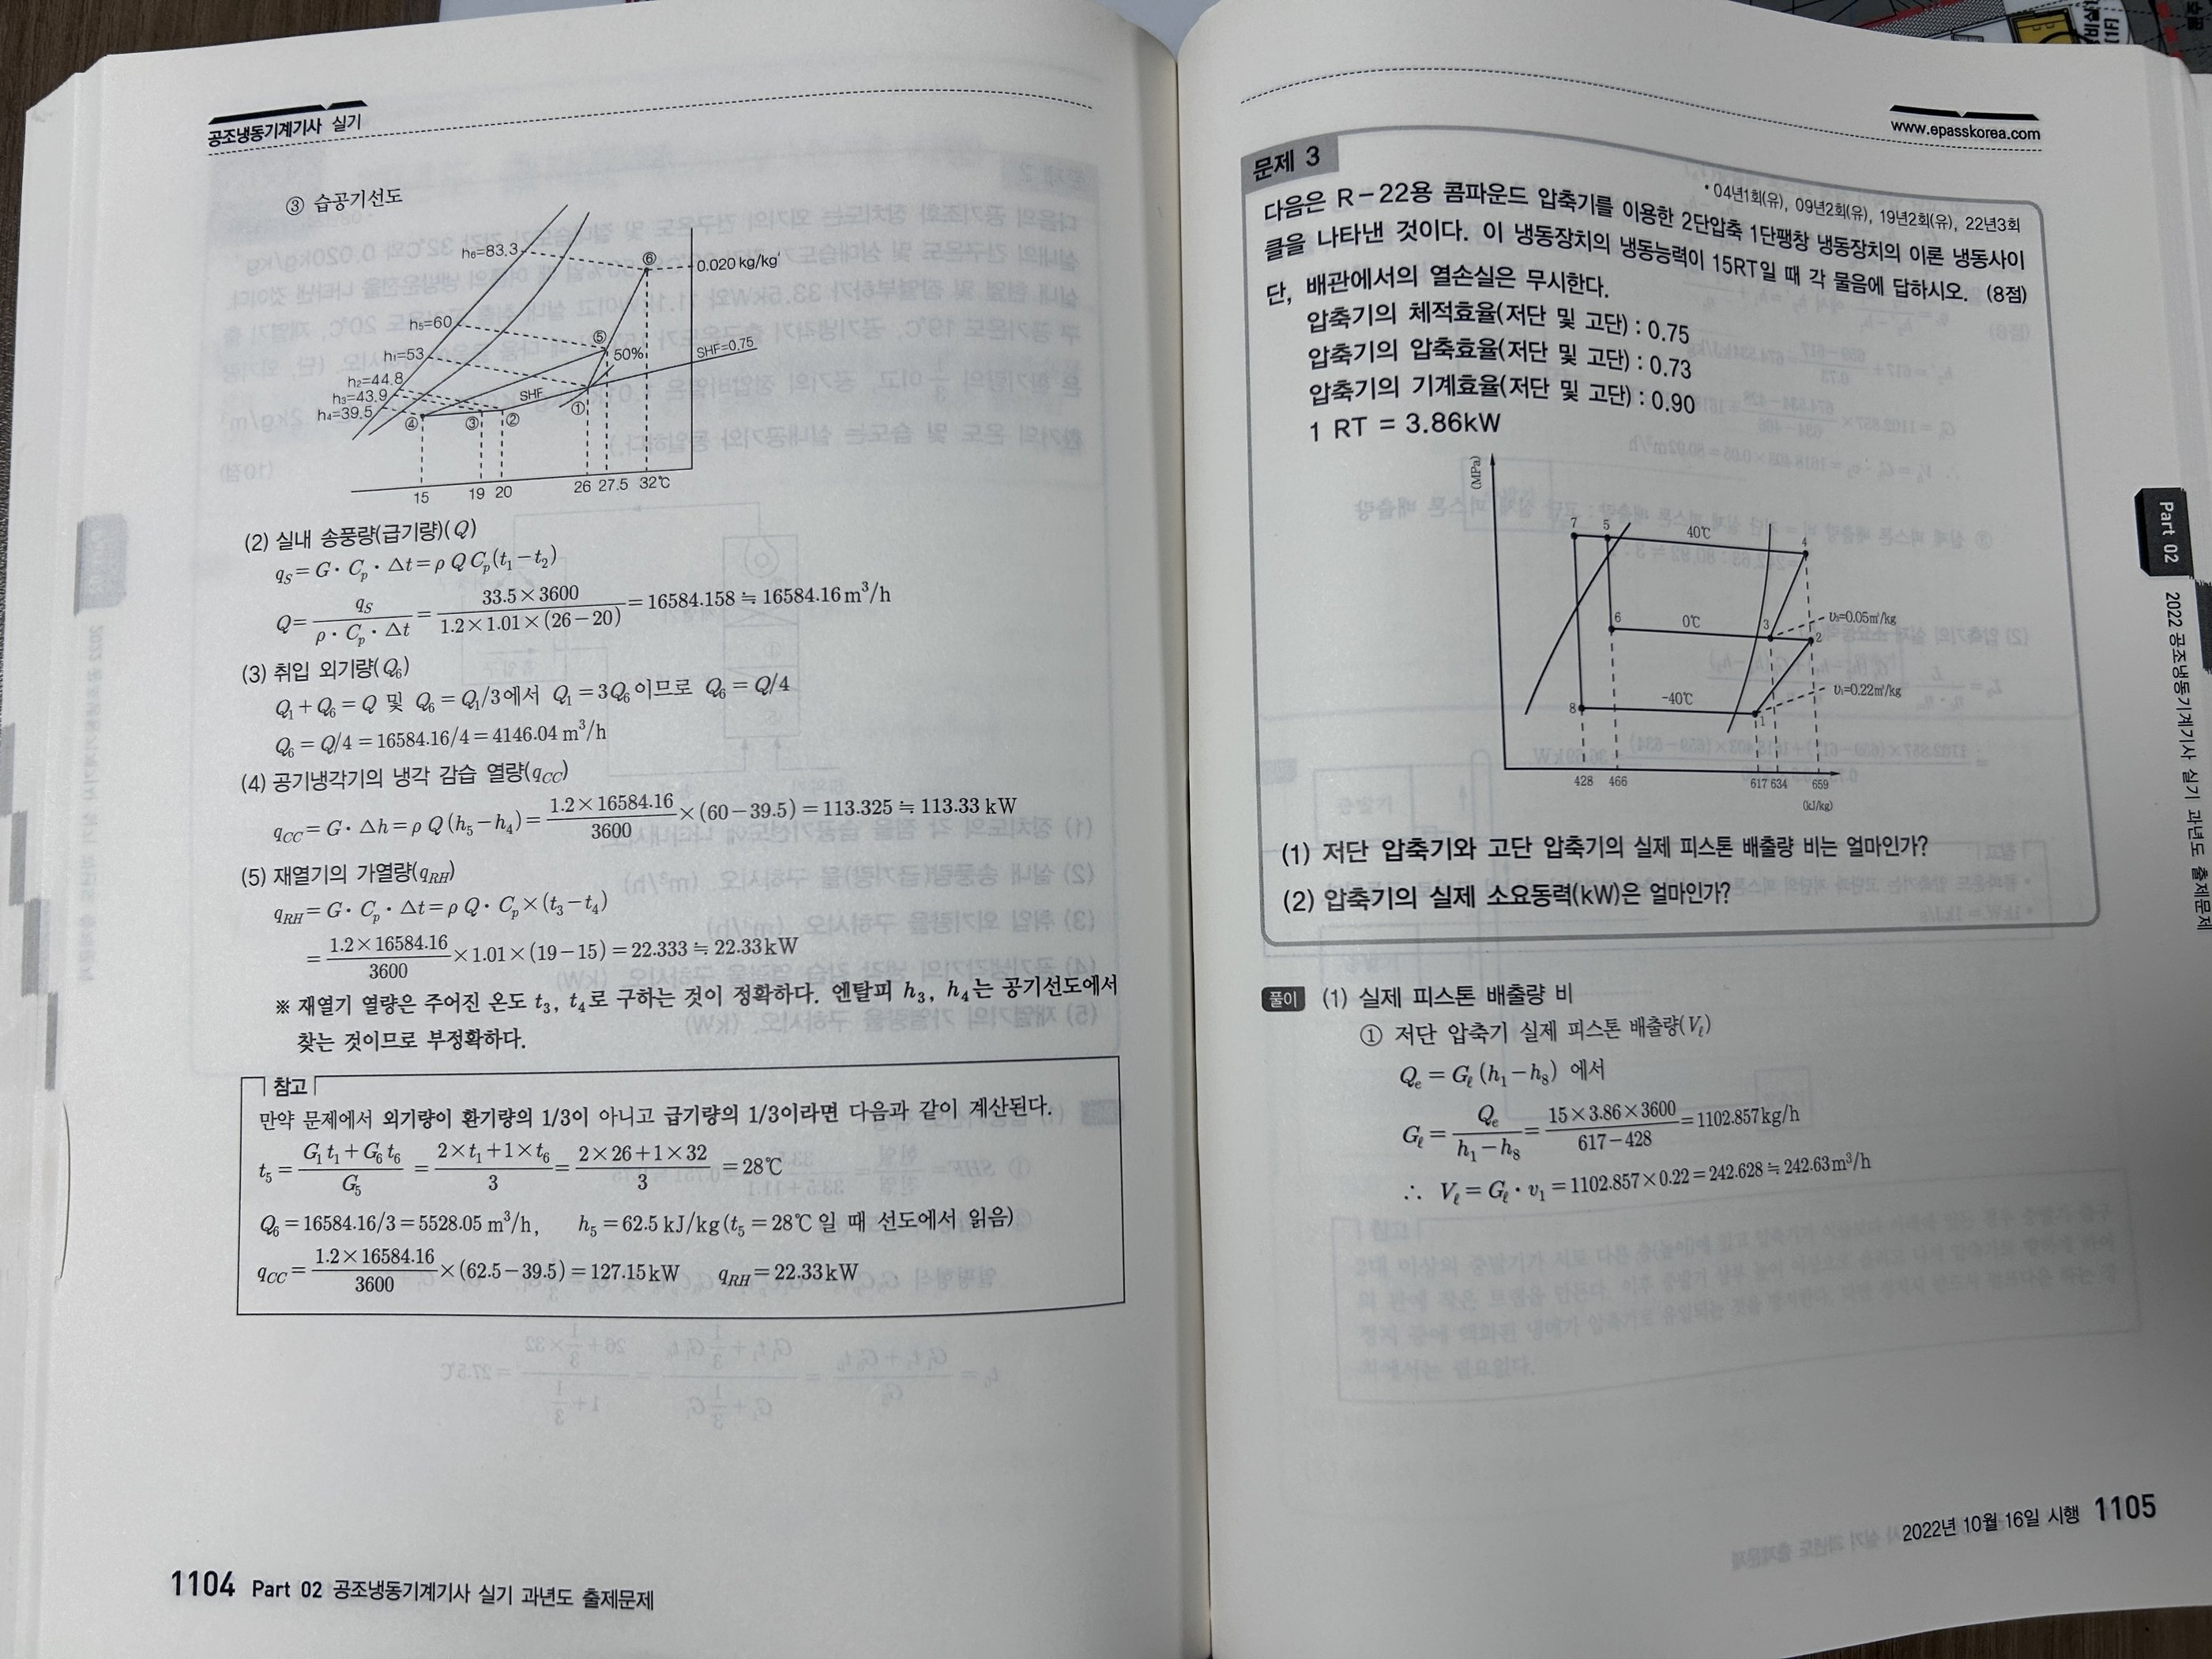 공조냉동기계기사 실기
③ 습공기선도
h₆=83.3
⑥
0.020 kg/kg'
h₅=60
⑤
50%
SHF=0.75
h₁=53
h₂=44.8
h₃=43.9
h₄=39.5
SHF
④ ③ ② ①
15 19 20 26 27.5 32℃
(2) 실내 송풍량(급기량)(Q)
qS = G · Cp · Δt = ρ Q Cp(t₁ − t₂)
Q = qS / (ρ · Cp · Δt) = (33.5 × 3600) / (1.2 × 1.01 × (26 − 20)) = 16584.158 ≒ 16584.16 m³/h
(3) 취입 외기량(Q₆)
Q₁ + Q₆ = Q 및 Q₆ = Q₁/3에서 Q₁ = 3Q₆이므로 Q₆ = Q/4
Q₆ = Q/4 = 16584.16/4 = 4146.04 m³/h
(4) 공기냉각기의 냉각 감습 열량(qCC)
qCC = G · Δh = ρ Q (h₅ − h₄) = (1.2 × 16584.16) / 3600 × (60 − 39.5) = 113.325 ≒ 113.33 kW
(5) 재열기의 가열량(qRH)
qRH = G · Cp · Δt = ρ Q · Cp × (t₃ − t₄)
= (1.2 × 16584.16) / 3600 × 1.01 × (19 − 15) = 22.333 ≒ 22.33 kW
※ 재열기 열량은 주어진 온도 t₃, t₄로 구하는 것이 정확하다. 엔탈피 h₃, h₄는 공기선도에서
찾는 것이므로 부정확하다.
참고
만약 문제에서 외기량이 환기량의 1/3이 아니고 급기량의 1/3이라면 다음과 같이 계산된다.
t₅ = (G₁ t₁ + G₆ t₆) / G₅ = (2 × t₁ + 1 × t₆) / 3 = (2 × 26 + 1 × 32) / 3 = 28℃
Q₆ = 16584.16/3 = 5528.05 m³/h, h₅ = 62.5 kJ/kg (t₅ = 28℃일 때 선도에서 읽음)
qCC = (1.2 × 16584.16) / 3600 × (62.5 − 39.5) = 127.15 kW qRH = 22.33 kW
1104 Part 02 공조냉동기계기사 실기 과년도 출제문제
www.epasskorea.com
문제 3
• 04년1회(유), 09년2회(유), 19년2회(유), 22년3회
다음은 R-22용 콤파운드 압축기를 이용한 2단압축 1단팽창 냉동장치의 이론 냉동사이
클을 나타낸 것이다. 이 냉동장치의 냉동능력이 15RT일 때 각 물음에 답하시오. (8점)
단, 배관에서의 열손실은 무시한다.
압축기의 체적효율(저단 및 고단) : 0.75
압축기의 압축효율(저단 및 고단) : 0.73
압축기의 기계효율(저단 및 고단) : 0.90
1 RT = 3.86kW
(MPa)
7 5 40℃ 4
6 0℃ 3 2
υ₃=0.05㎥/kg
8 -40℃ 1
υ₁=0.22㎥/kg
428 466 617 634 659
(kJ/kg)
(1) 저단 압축기와 고단 압축기의 실제 피스톤 배출량 비는 얼마인가?
(2) 압축기의 실제 소요동력(kW)은 얼마인가?
풀이 (1) 실제 피스톤 배출량 비
① 저단 압축기 실제 피스톤 배출량(Vℓ)
Qe = Gℓ (h₁ − h₈) 에서
Gℓ = Qe / (h₁ − h₈) = (15 × 3.86 × 3600) / (617 − 428) = 1102.857 kg/h
∴ Vℓ = Gℓ · v₁ = 1102.857 × 0.22 = 242.628 ≒ 242.63 m³/h
Part 02 2022 공조냉동기계기사 실기 과년도 출제문제
2022년 10월 16일 시행 1105